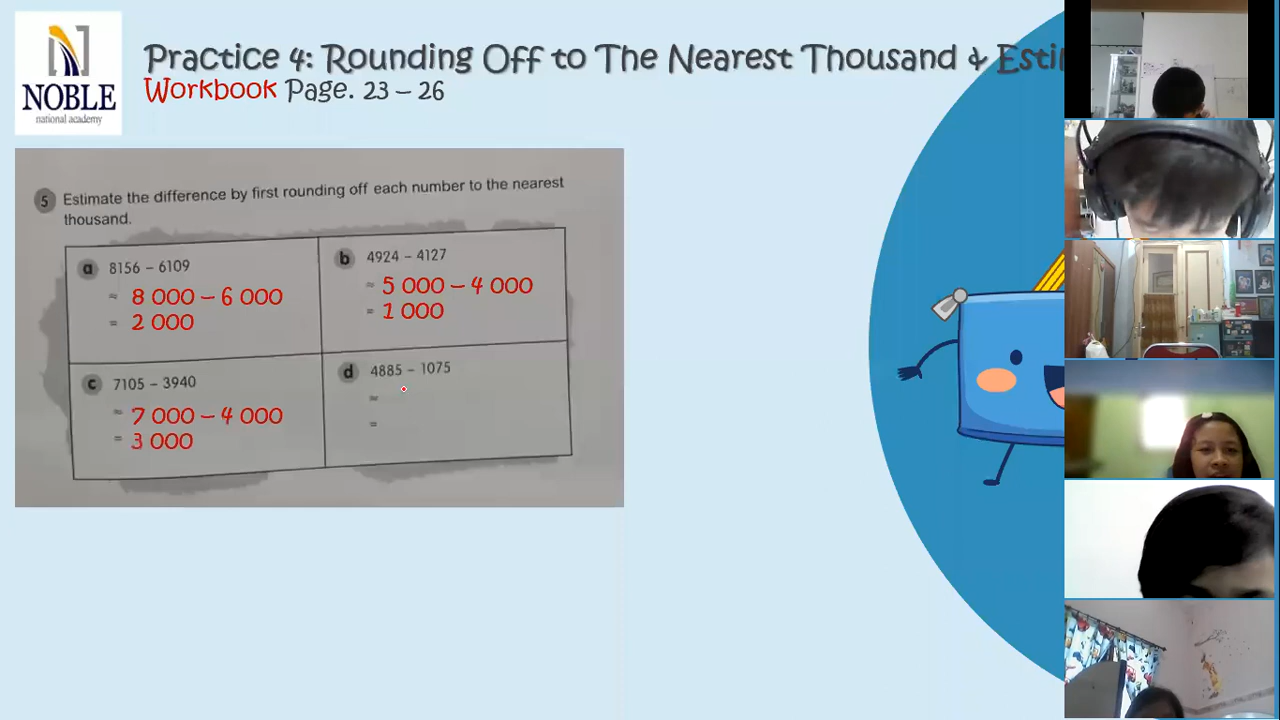 NOBLE
national academy
Practice 4: Rounding Off to The Nearest Thousand & Esti
Workbook Page. 23 – 26
5 Estimate the difference by first rounding off each number to the nearest
thousand.
a 8156 – 6109
≈ 8 000 – 6 000
= 2 000
b 4924 – 4127
≈ 5 000 – 4 000
= 1 000
c 7105 – 3940
≈ 7 000 – 4 000
= 3 000
d 4885 – 1075
≈
=